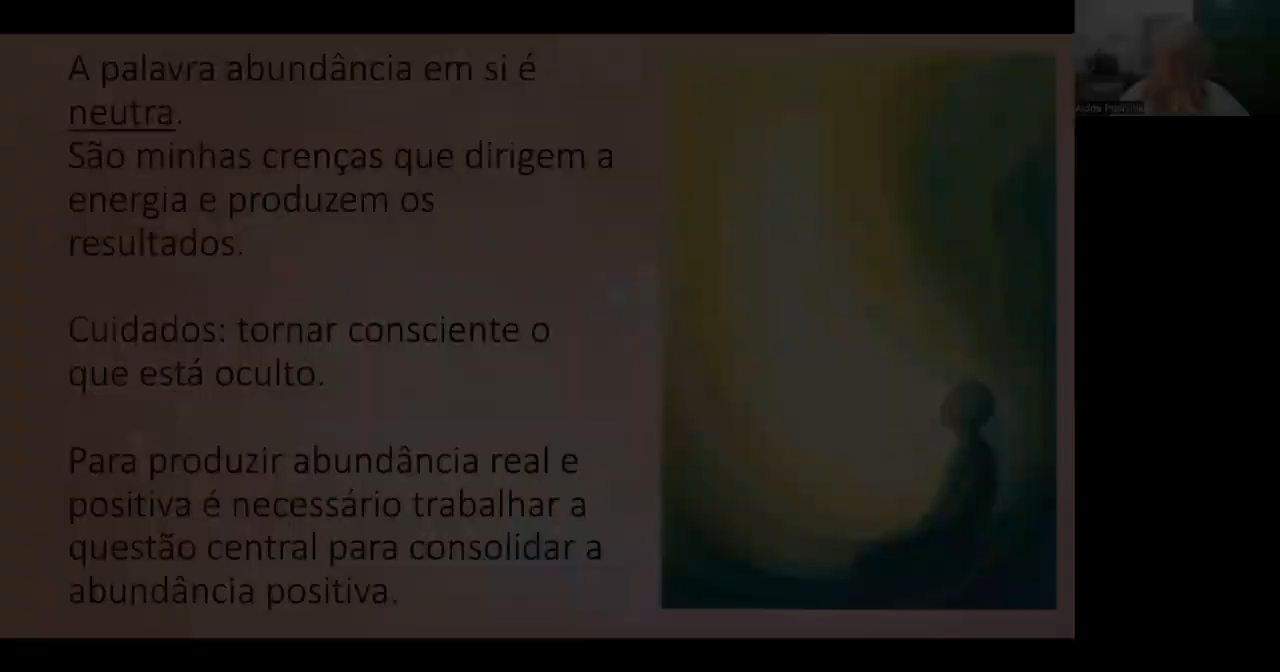 A palavra abundância em si é
neutra.
São minhas crenças que dirigem a
energia e produzem os
resultados.
Cuidados: tornar consciente o
que está oculto.
Para produzir abundância real e
positiva é necessário trabalhar a
questão central para consolidar a
abundância positiva.